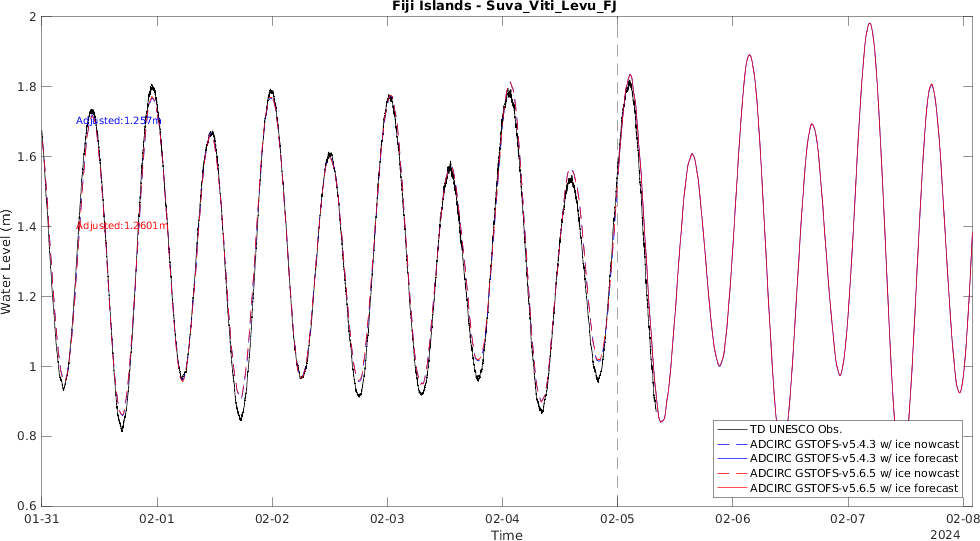 Fiji Islands - Suva_Viti_Levu_FJ
2
1.8
1.6
1.4
1.2
1
0.8
0.6
Water Level (m)
Adjusted:1.257m
Adjusted:1.2601m
TD UNESCO Obs.
ADCIRC GSTOFS-v5.4.3 w/ ice nowcast
ADCIRC GSTOFS-v5.4.3 w/ ice forecast
ADCIRC GSTOFS-v5.6.5 w/ ice nowcast
ADCIRC GSTOFS-v5.6.5 w/ ice forecast
01-31 02-01 02-02 02-03 02-04 02-05 02-06 02-07 02-08
Time
2024